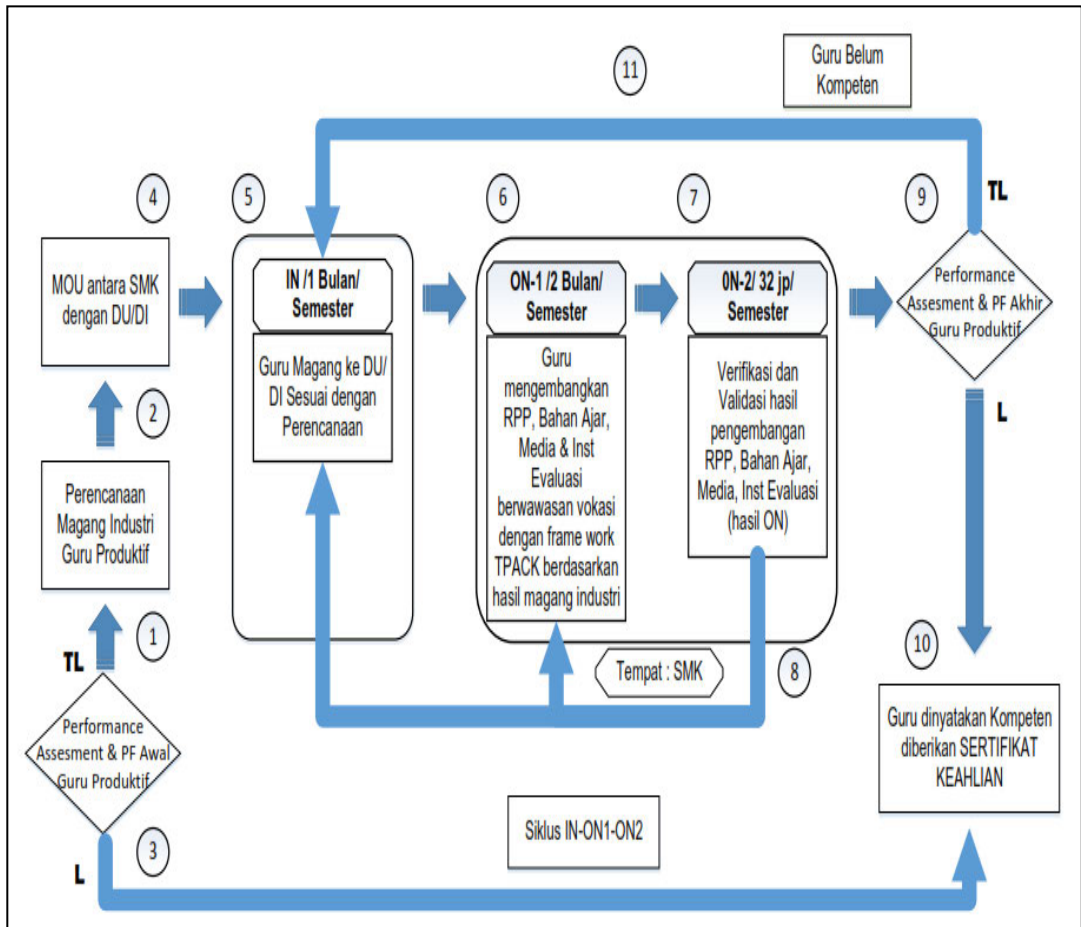 Guru Belum
Kompeten
11
4
5
6
7
9
TL
MOU antara SMK
dengan DU/DI
IN /1 Bulan/
Semester
Guru Magang ke DU/
DI Sesuai dengan
Perencanaan
ON-1 /2 Bulan/
Semester
Guru
mengembangkan
RPP, Bahan Ajar,
Media & Inst
Evaluasi
berwawasan vokasi
dengan frame work
TPACK berdasarkan
hasil magang industri
0N-2/ 32 jp/
Semester
Verifikasi dan
Validasi hasil
pengembangan
RPP, Bahan Ajar,
Media, Inst Evaluasi
(hasil ON)
Performance
Assesment & PF Akhir
Guru Produktif
L
2
Perencanaan
Magang Industri
Guru Produktif
1
TL
Tempat : SMK
8
10
Performance
Assesment & PF Awal
Guru Produktif
Guru dinyatakan Kompeten
diberikan SERTIFIKAT
KEAHLIAN
3
L
Siklus IN-ON1-ON2